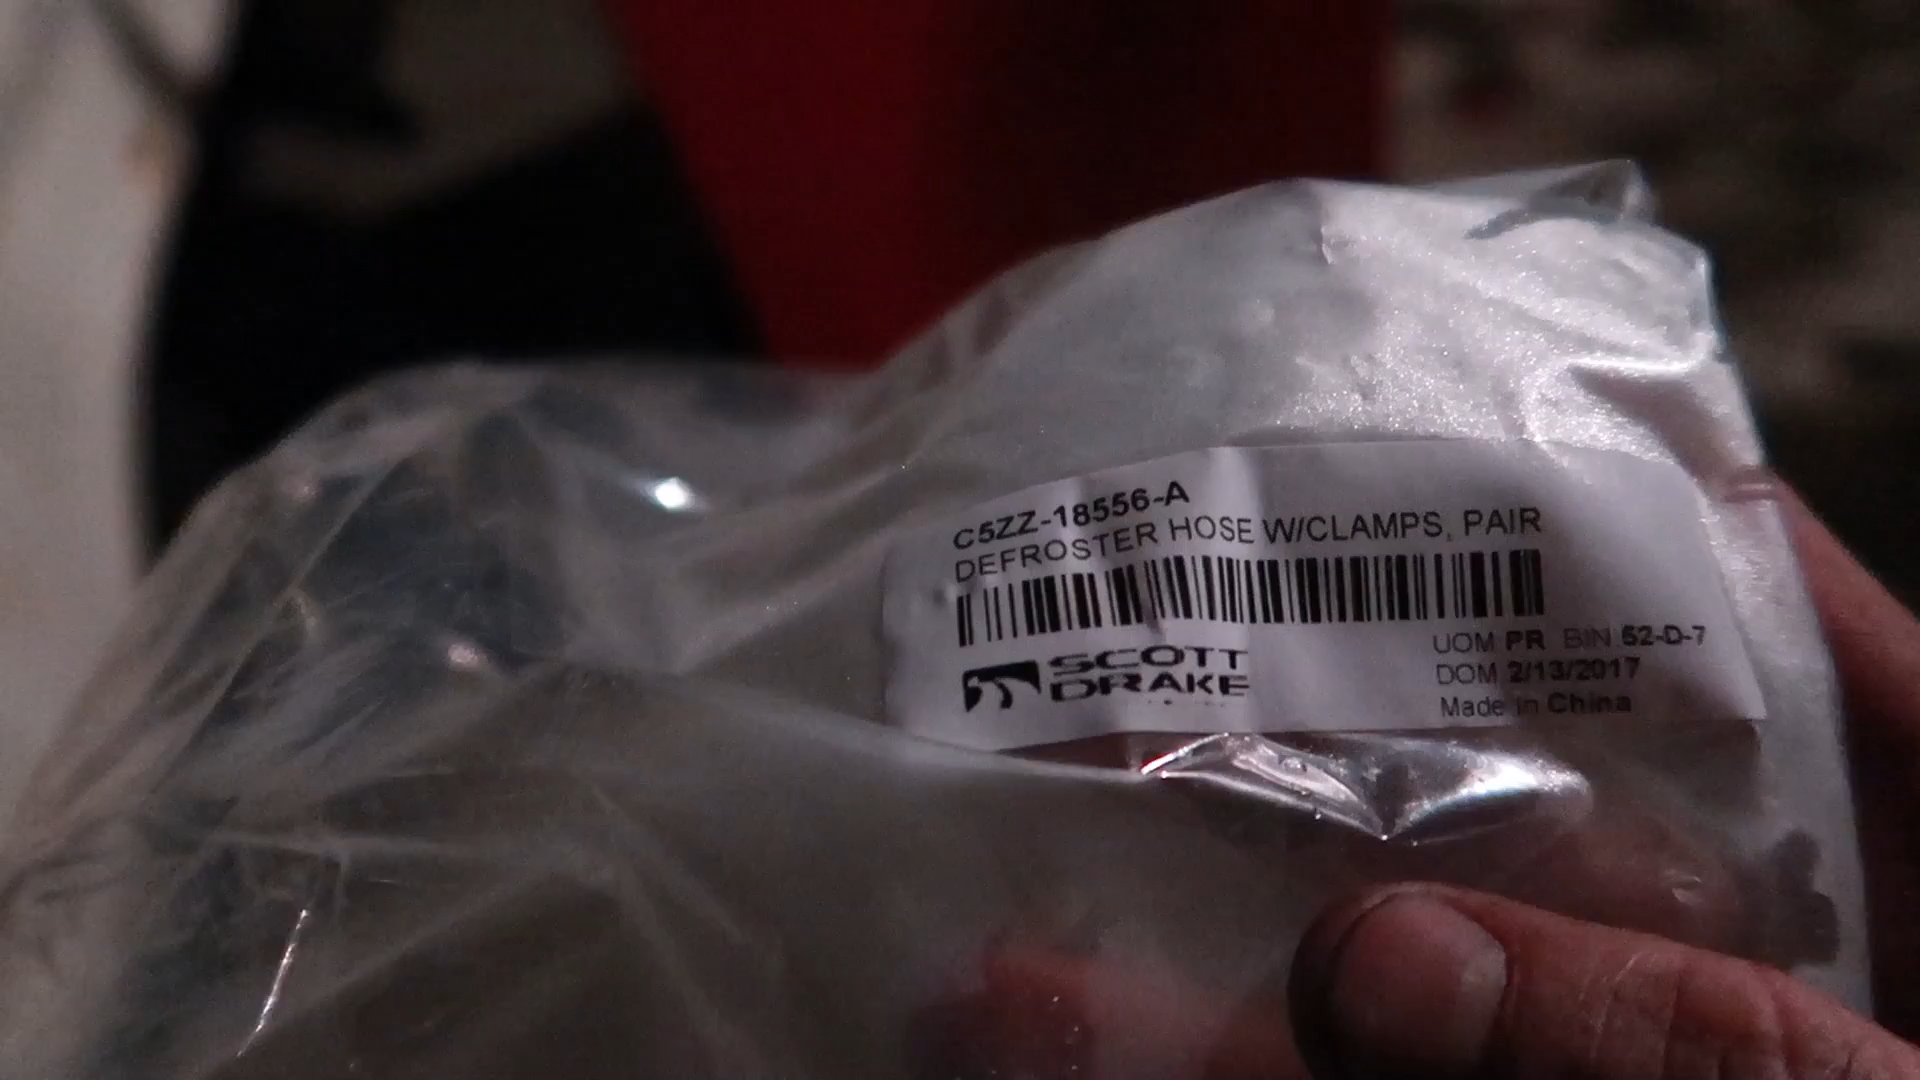 C5ZZ-18556-A
DEFROSTER HOSE W/CLAMPS, PAIR
SCOTT
DRAKE
UOM PR BIN 52-D-7
DOM 2/13/2017
Made in China